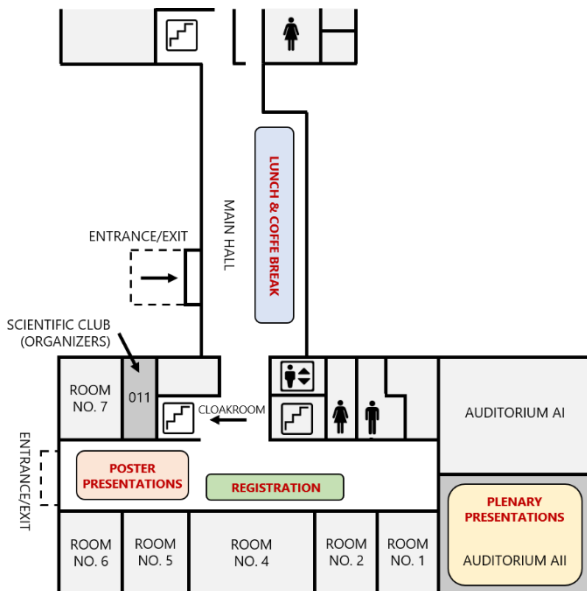 LUNCH & COFFE BREAK
MAIN HALL
ENTRANCE/EXIT
SCIENTIFIC CLUB
(ORGANIZERS)
ROOM
NO. 7
011
CLOAKROOM
AUDITORIUM AI
ENTRANCE/EXIT
POSTER
PRESENTATIONS
REGISTRATION
PLENARY
PRESENTATIONS
AUDITORIUM AII
ROOM
NO. 6
ROOM
NO. 5
ROOM
NO. 4
ROOM
NO. 2
ROOM
NO. 1